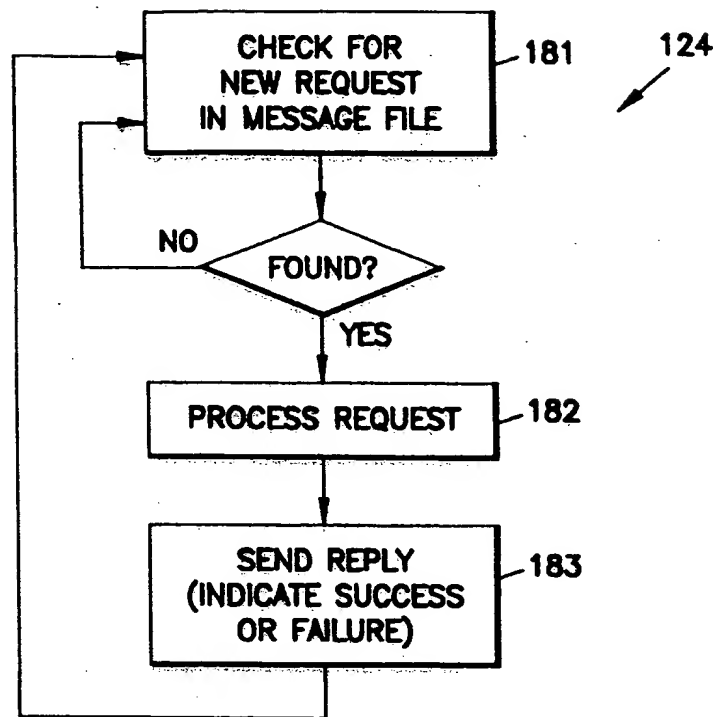 CHECK FOR
NEW REQUEST
IN MESSAGE FILE
181
124
NO
FOUND?
YES
PROCESS REQUEST
182
SEND REPLY
(INDICATE SUCCESS
OR FAILURE)
183